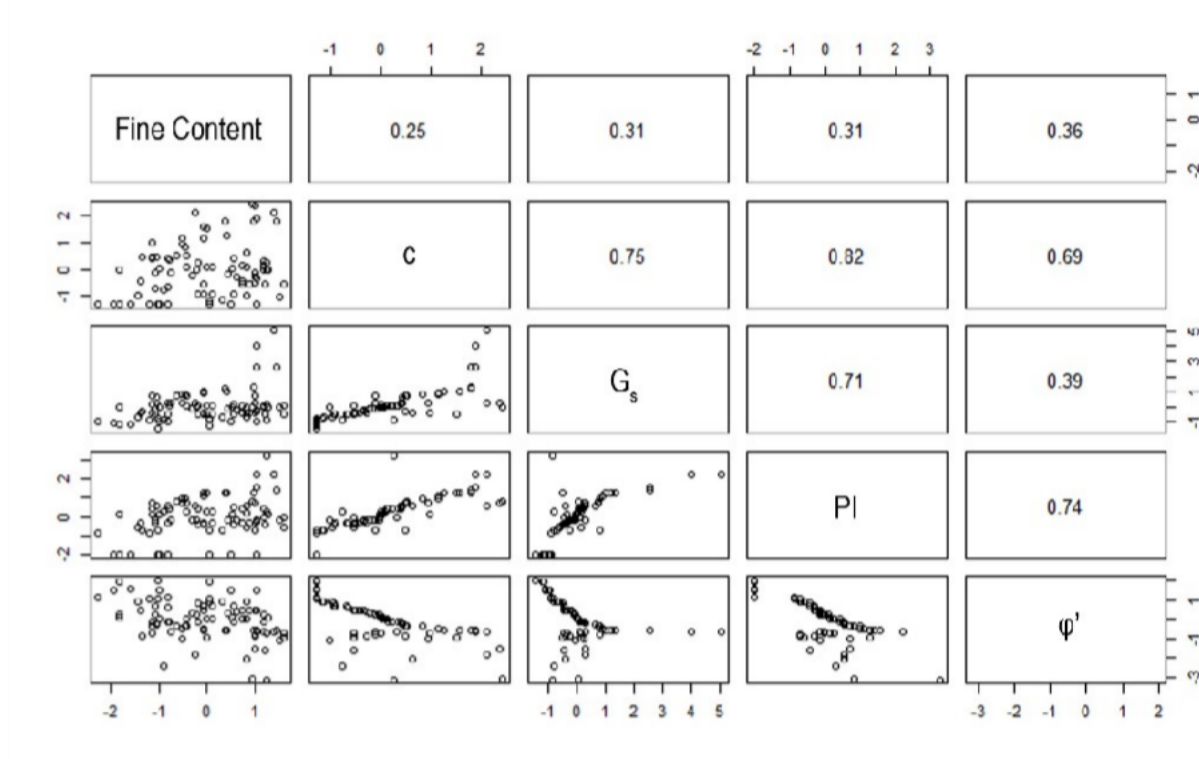 -1 0 1 2 -2 -1 0 1 2 3
Fine Content 0.25 0.31 0.31 0.36 -2 0 1
-1 0 1 2 c 0.75 0.82 0.69
G s 0.71 0.39 -1 1 3 5
-2 0 2 PI 0.74
φ' -3 -1 1
-2 -1 0 1 -1 0 1 2 3 4 5 -3 -2 -1 0 1 2